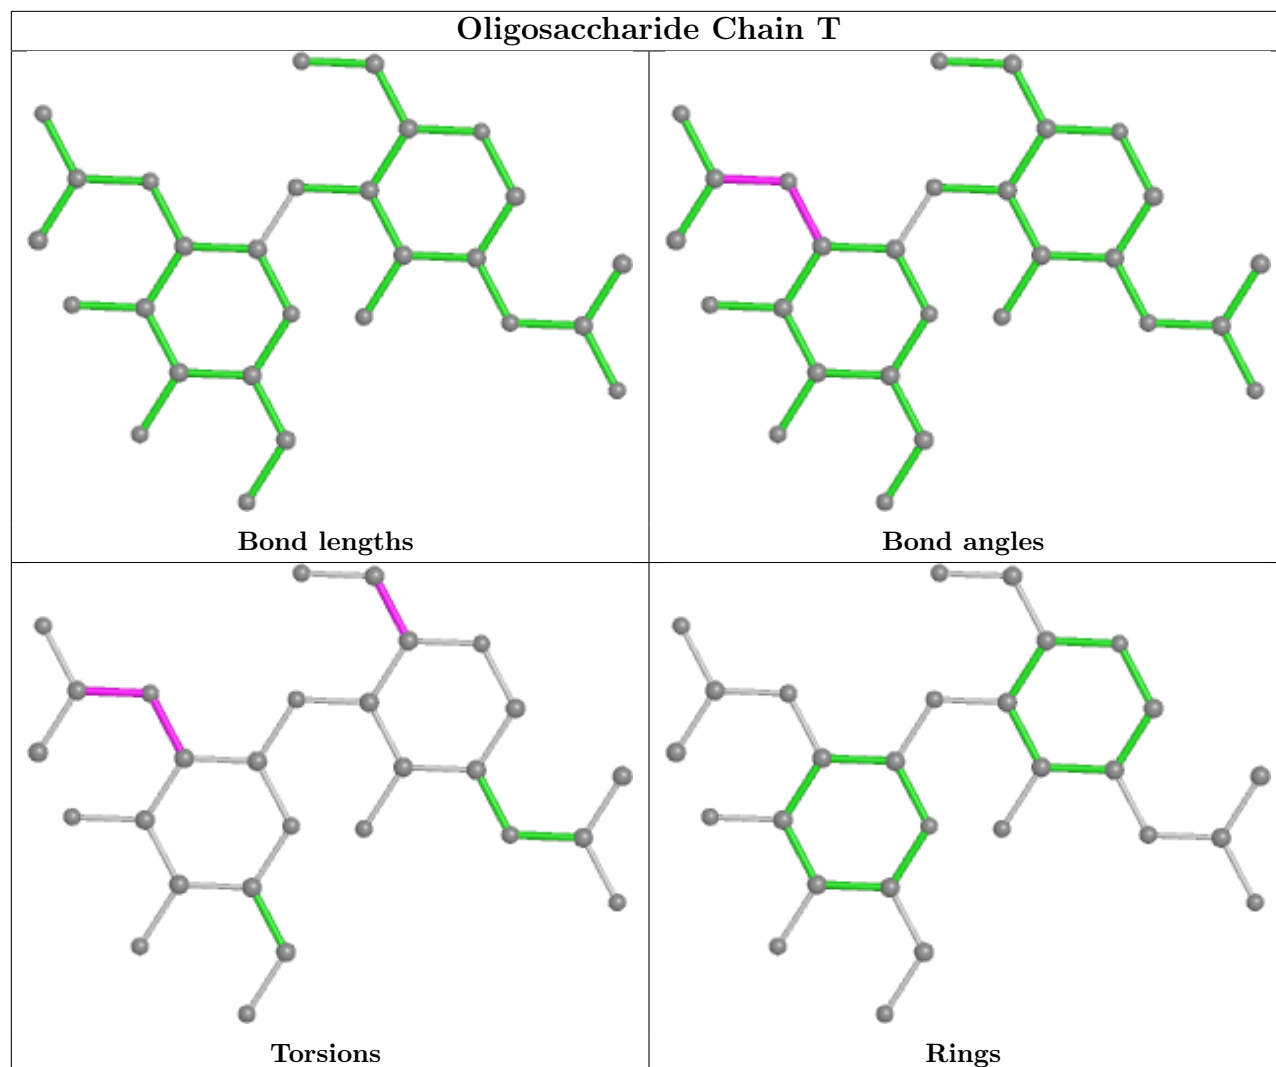 Oligosaccharide Chain T
Bond lengths
Bond angles
Torsions
Rings